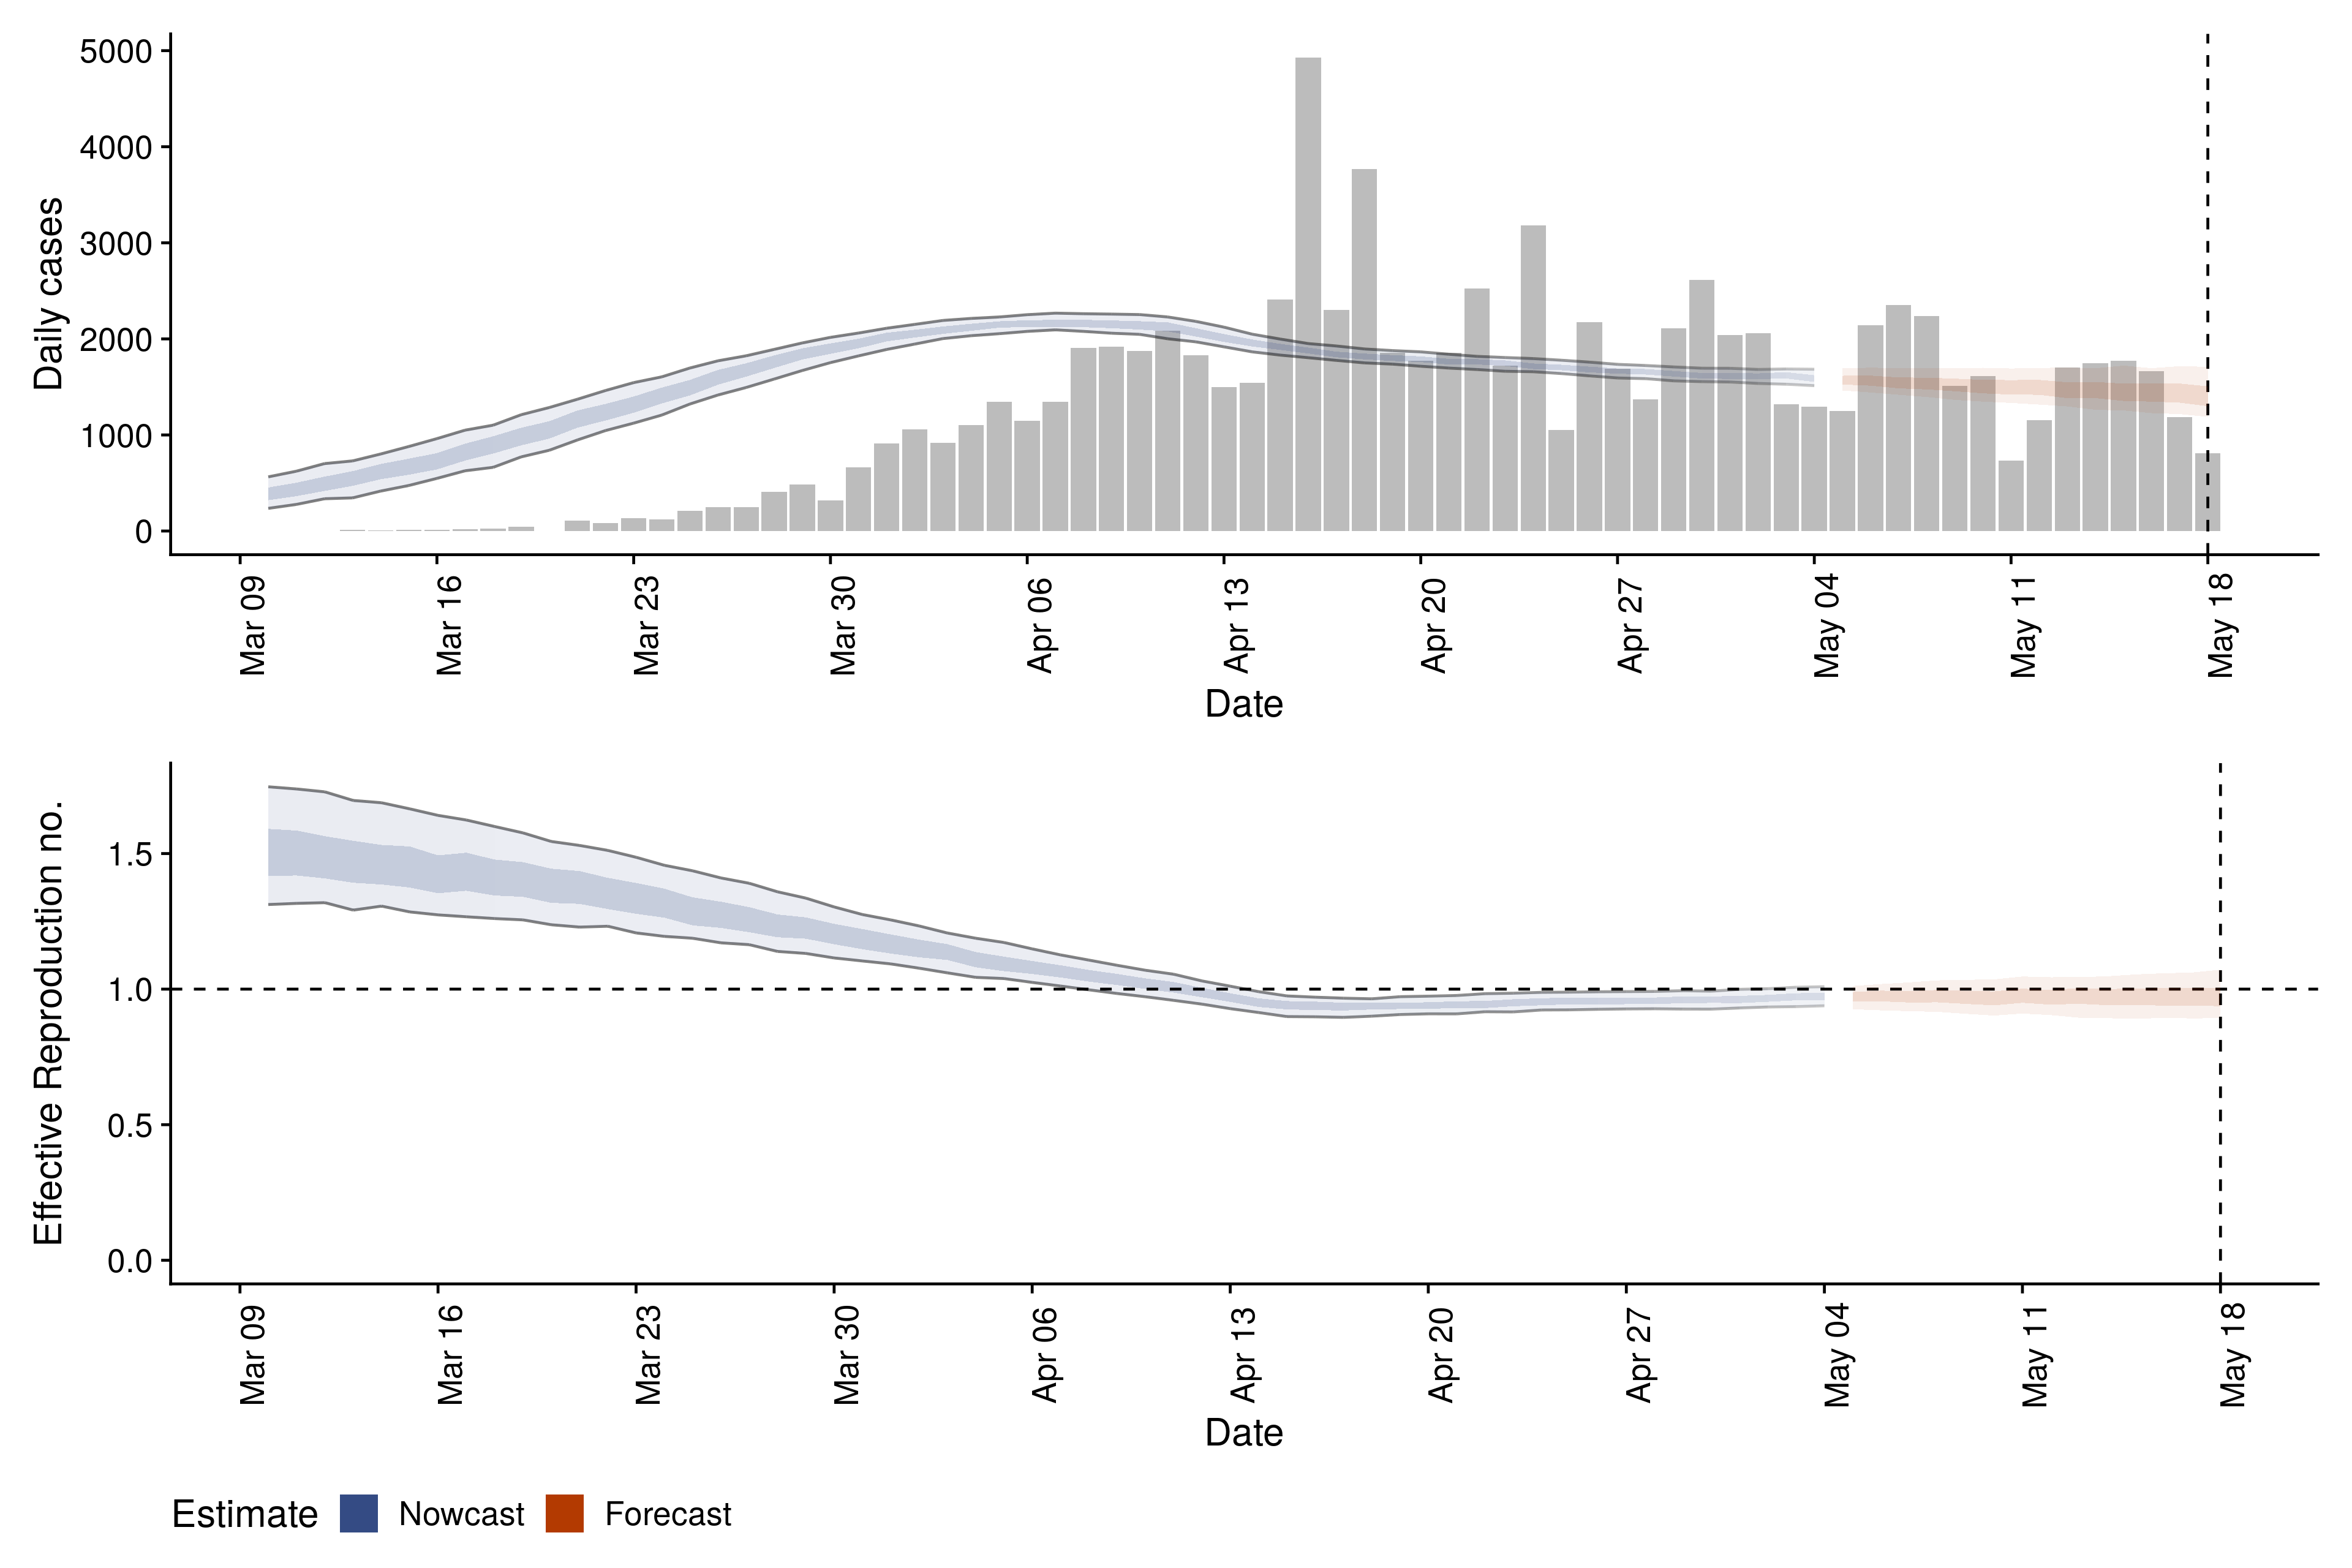 Daily cases
5000
4000
3000
2000
1000
0
Mar 09
Mar 16
Mar 23
Mar 30
Apr 06
Apr 13
Apr 20
Apr 27
May 04
May 11
May 18
Date
Effective Reproduction no.
1.5
1.0
0.5
0.0
Mar 09
Mar 16
Mar 23
Mar 30
Apr 06
Apr 13
Apr 20
Apr 27
May 04
May 11
May 18
Date
Estimate Nowcast Forecast